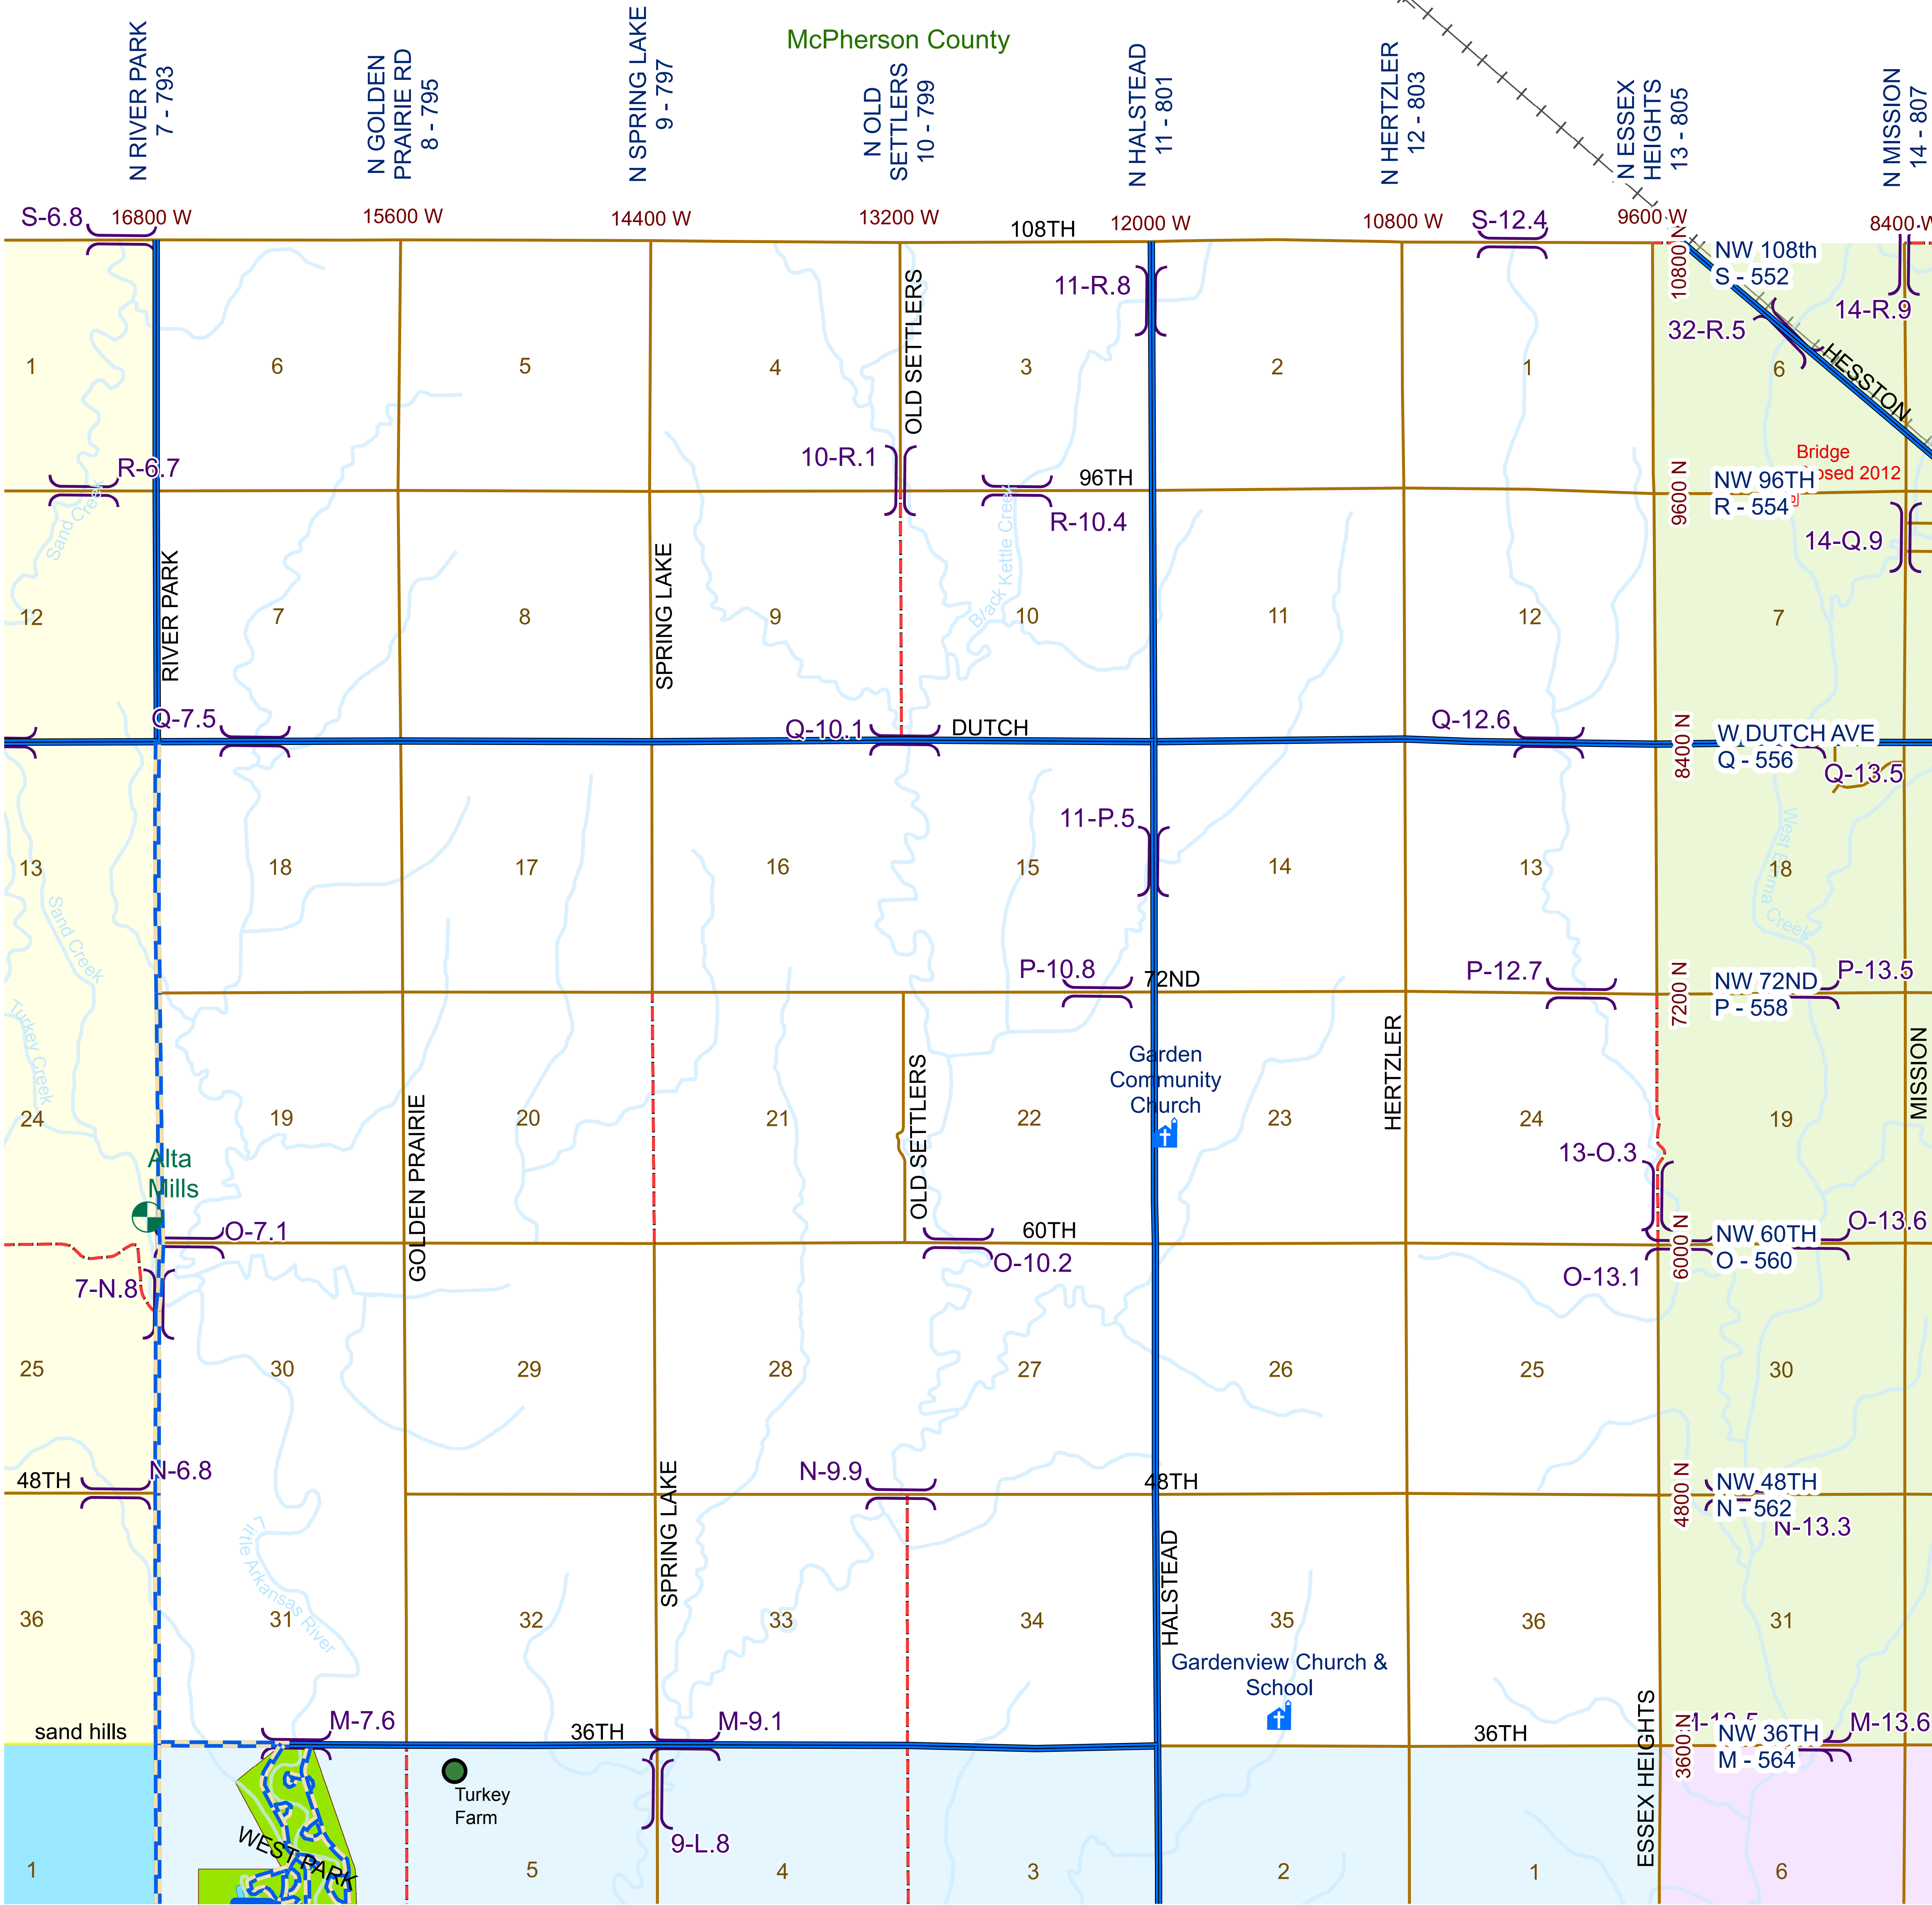 McPherson County
N RIVER PARK
7 - 793
N GOLDEN
PRAIRIE RD
8 - 795
N SPRING LAKE
9 - 797
N OLD
SETTLERS
10 - 799
N HALSTEAD
11 - 801
N HERTZLER
12 - 803
N ESSEX
HEIGHTS
13 - 805
N MISSION
14 - 807
S-6.8
16800 W
15600 W
14400 W
13200 W
12000 W
10800 W
S-12.4
9600 W
8400 W
108TH
10800 N
NW 108th
S - 552
11-R.8
14-R.9
32-R.5
HESSTON
OLD SETTLERS
1
6
5
4
3
2
1
6
Bridge
osed 2012
R-6.7
10-R.1
96TH
9600 N
NW 96TH
R - 554
R-10.4
14-Q.9
Sand Creek
Black Kettle Creek
RIVER PARK
SPRING LAKE
12
7
8
9
10
11
12
7
Q-7.5
Q-10.1
DUTCH
Q-12.6
8400 N
W DUTCH AVE
Q - 556
Q-13.5
11-P.5
West Emma Creek
13
18
17
16
15
14
13
18
Sand Creek
P-10.8
72ND
P-12.7
7200 N
NW 72ND
P - 558
P-13.5
Turkey Creek
Garden
Community
Church
HERTZLER
MISSION
OLD SETTLERS
GOLDEN PRAIRIE
24
19
20
21
22
23
24
19
13-O.3
Alta
Mills
O-7.1
60TH
O-10.2
6000 N
NW 60TH
O - 560
O-13.6
O-13.1
7-N.8
25
30
29
28
27
26
25
30
48TH
N-6.8
N-9.9
48TH
4800 N
NW 48TH
N - 562
N-13.3
SPRING LAKE
HALSTEAD
Little Arkansas River
36
31
32
33
34
35
36
31
Gardenview Church &
School
ESSEX HEIGHTS
sand hills
M-7.6
36TH
M-9.1
36TH
3600 N
NW 36TH
M - 564
M-13.6
Turkey
Farm
WEST PARK
9-L.8
1
5
4
3
2
1
6